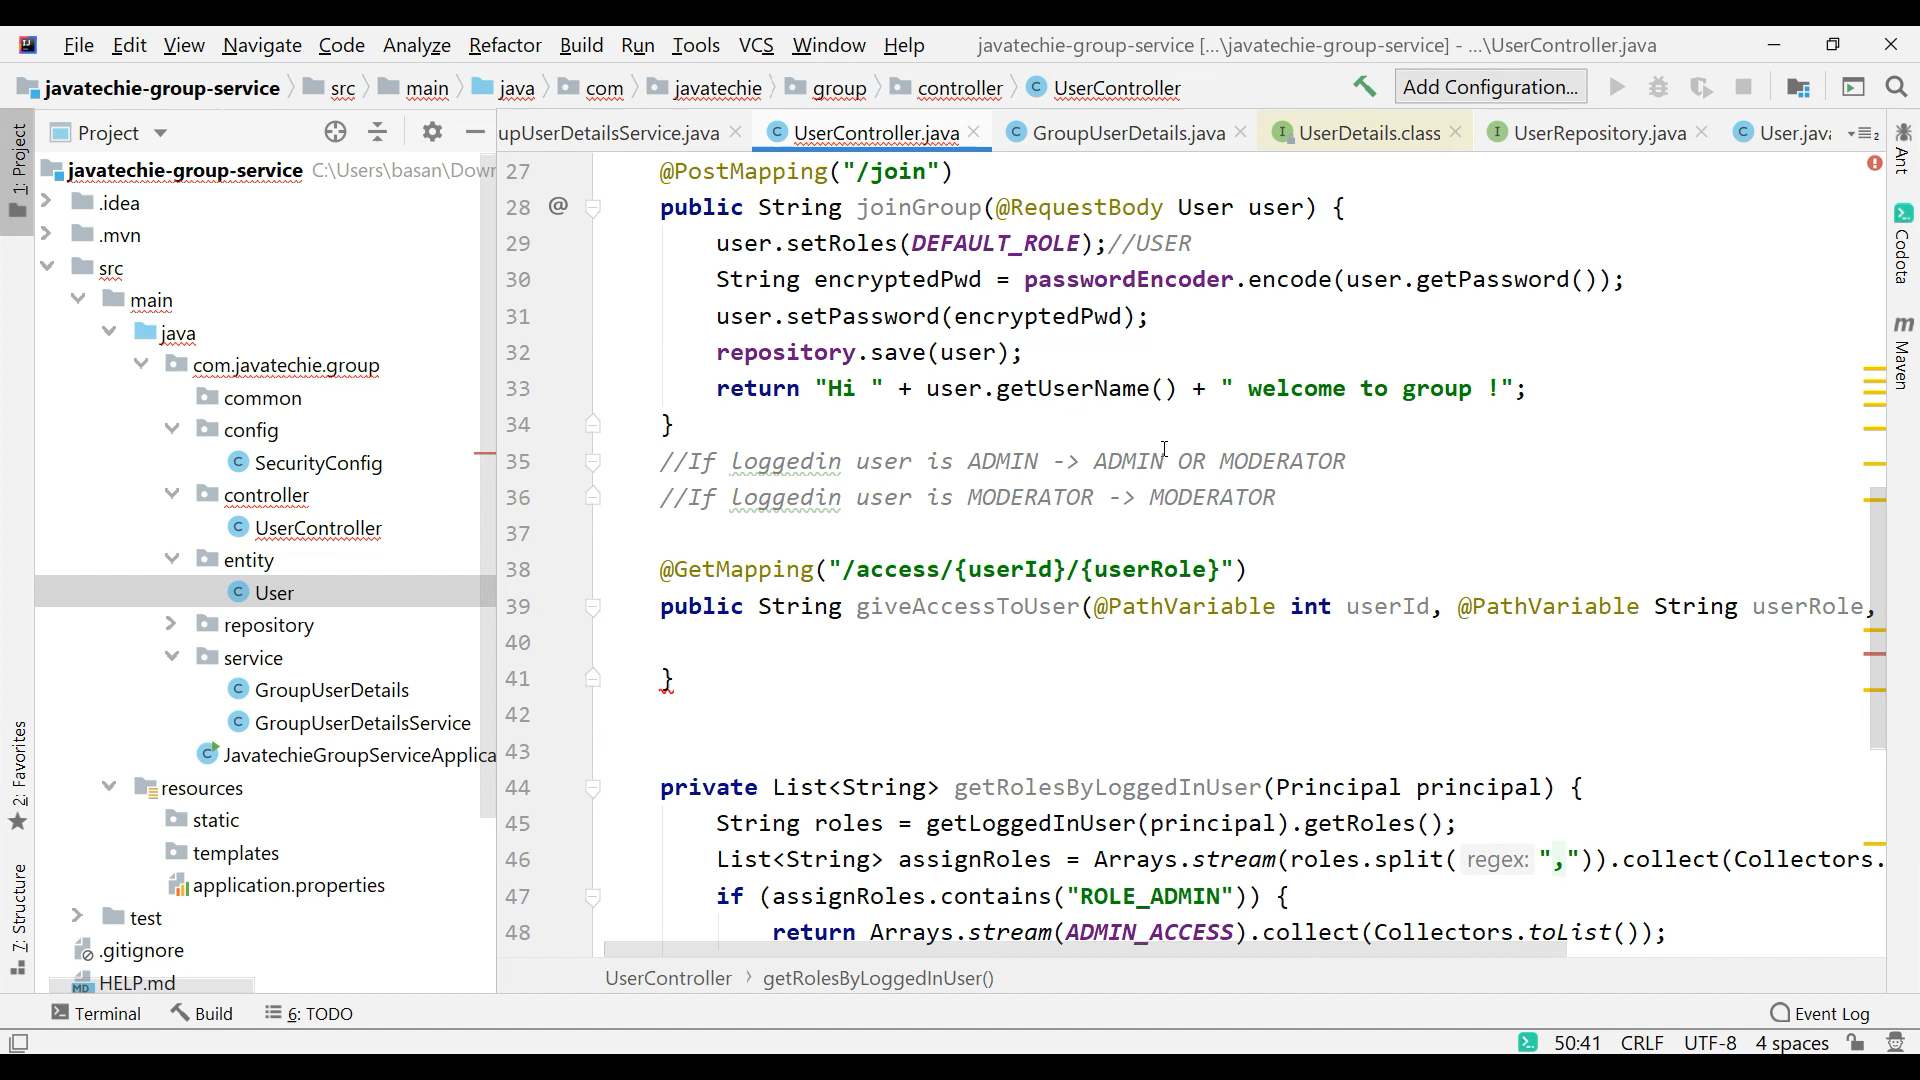 File Edit View Navigate Code Analyze Refactor Build Run Tools VCS Window Help javatechie-group-service [...\javatechie-group-service] - ...\UserController.java
javatechie-group-service src main java com javatechie group controller UserController Add Configuration...
Project upUserDetailsService.java UserController.java GroupUserDetails.java UserDetails.class UserRepository.java User.java 2
1: Project
2: Favorites
7: Structure
javatechie-group-service C:\Users\basan\Dow
.idea
.mvn
src
main
java
com.javatechie.group
common
config
SecurityConfig
controller
UserController
entity
User
repository
service
GroupUserDetails
GroupUserDetailsService
JavatechieGroupServiceApplica
resources
static
templates
application.properties
test
.gitignore
HELP.md
27 @PostMapping("/join")
28 @ public String joinGroup(@RequestBody User user) {
29 user.setRoles(DEFAULT_ROLE);//USER
30 String encryptedPwd = passwordEncoder.encode(user.getPassword());
31 user.setPassword(encryptedPwd);
32 repository.save(user);
33 return "Hi " + user.getUserName() + " welcome to group !";
34 }
35 //If loggedin user is ADMIN -> ADMIN OR MODERATOR
36 //If loggedin user is MODERATOR -> MODERATOR
37
38 @GetMapping("/access/{userId}/{userRole}")
39 public String giveAccessToUser(@PathVariable int userId, @PathVariable String userRole,
40
41 }
42
43
44 private List<String> getRolesByLoggedInUser(Principal principal) {
45 String roles = getLoggedInUser(principal).getRoles();
46 List<String> assignRoles = Arrays.stream(roles.split( regex: ",")).collect(Collectors.
47 if (assignRoles.contains("ROLE_ADMIN")) {
48 return Arrays.stream(ADMIN_ACCESS).collect(Collectors.toList());
UserController getRolesByLoggedInUser()
Ant
Codota
m Maven
Terminal Build 6: TODO Event Log
50:41 CRLF UTF-8 4 spaces